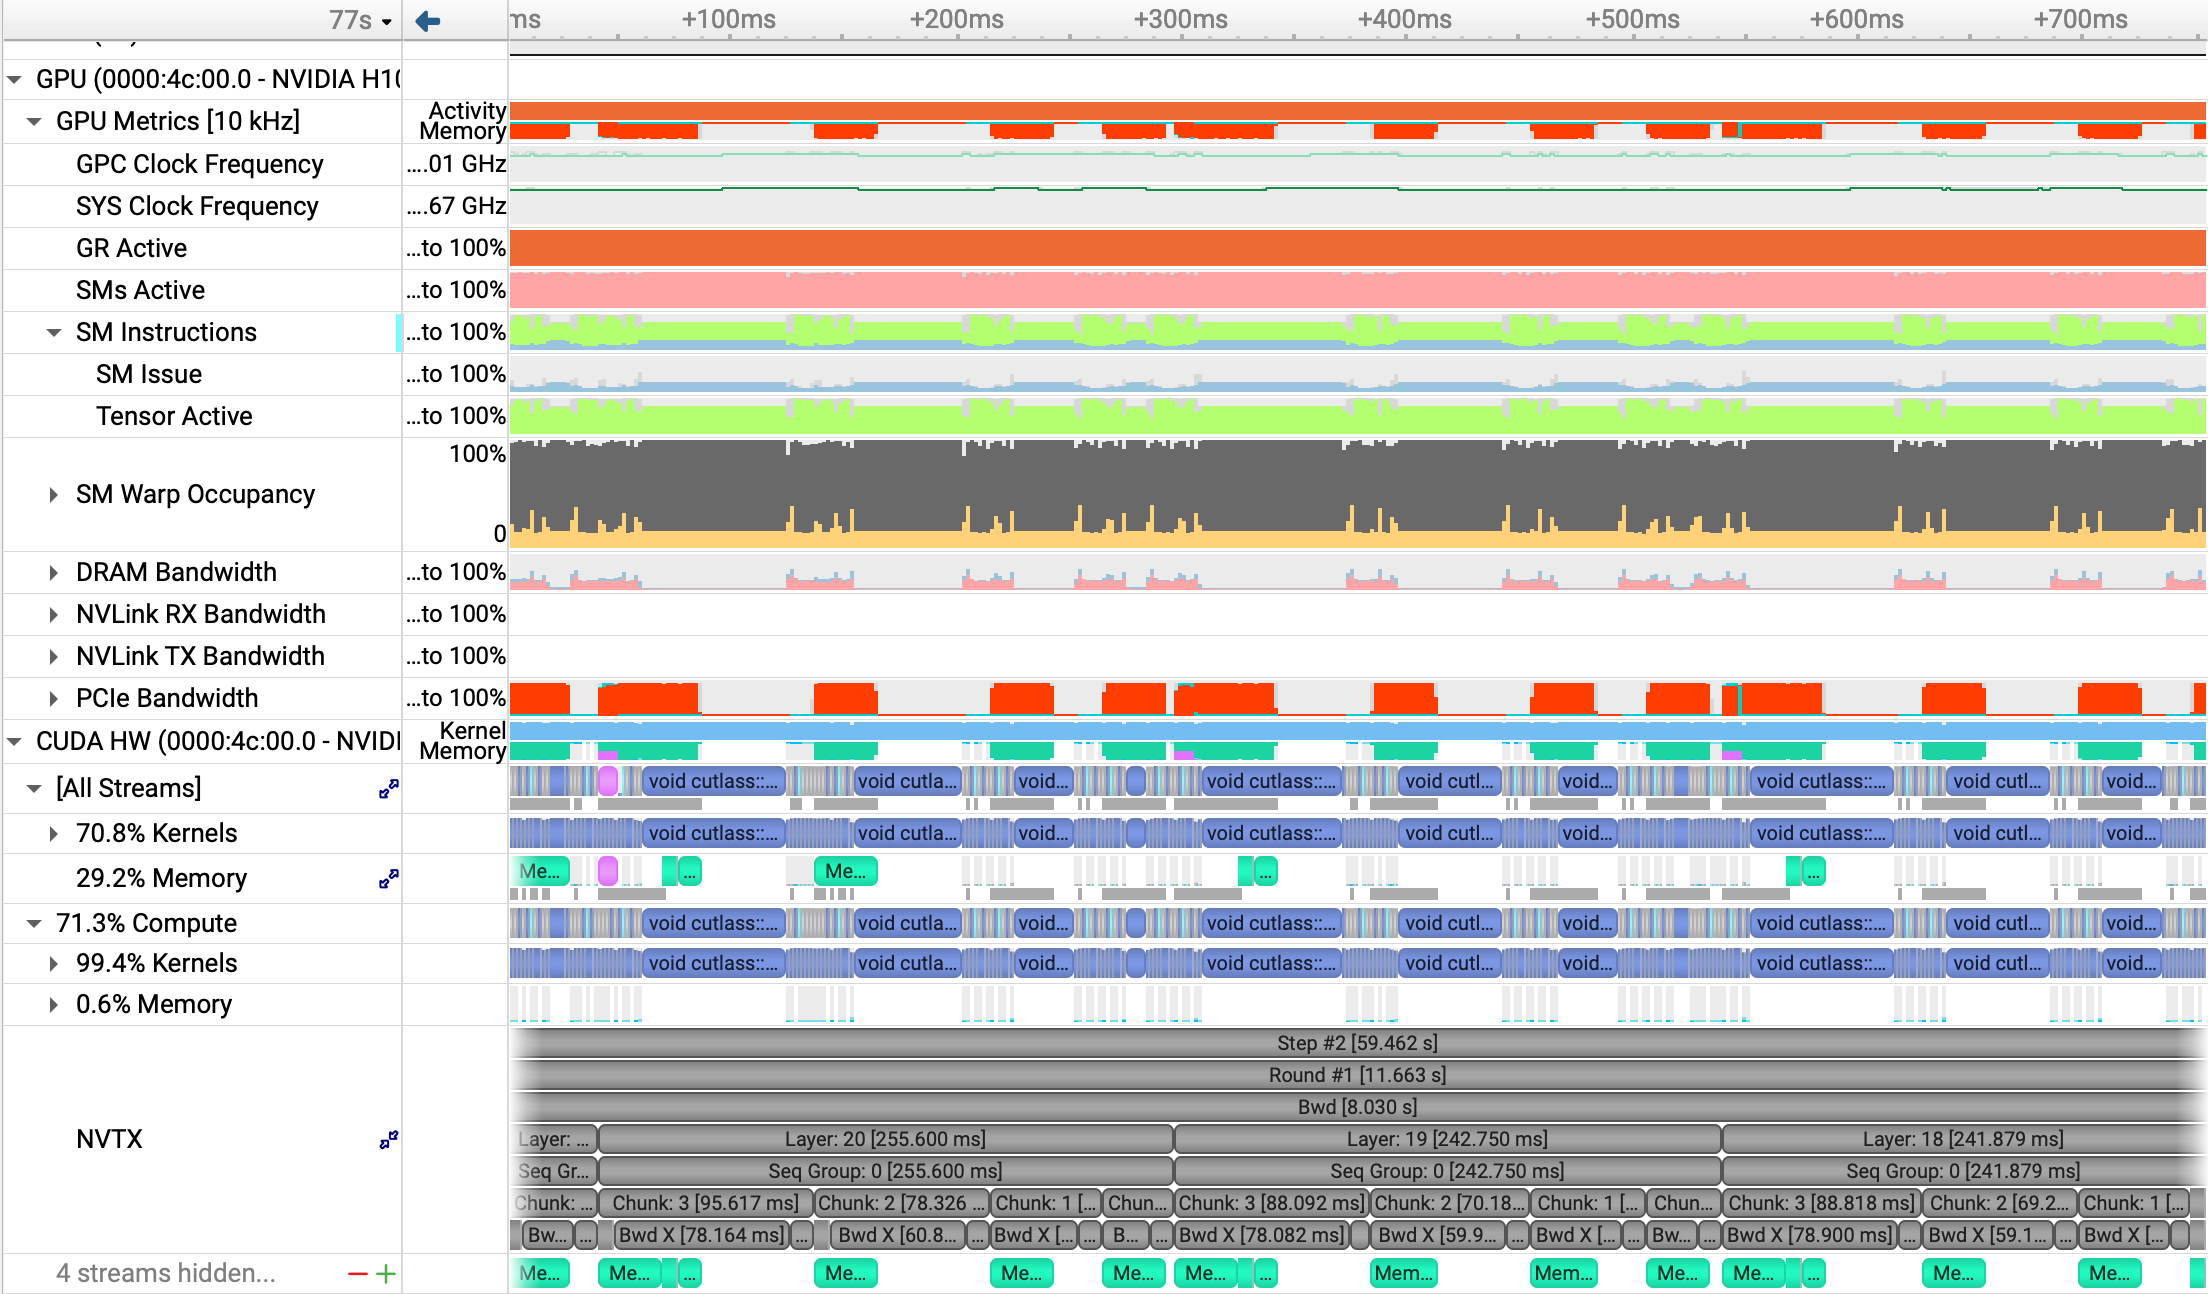 77s ms +100ms +200ms +300ms +400ms +500ms +600ms +700ms
GPU (0000:4c:00.0 - NVIDIA H10
GPU Metrics [10 kHz] Activity
Memory
GPC Clock Frequency ....01 GHz
SYS Clock Frequency ....67 GHz
GR Active ...to 100%
SMs Active ...to 100%
SM Instructions ...to 100%
SM Issue ...to 100%
Tensor Active ...to 100%
100%
SM Warp Occupancy
0
DRAM Bandwidth ...to 100%
NVLink RX Bandwidth ...to 100%
NVLink TX Bandwidth ...to 100%
PCIe Bandwidth ...to 100%
CUDA HW (0000:4c:00.0 - NVIDI Kernel
Memory
[All Streams] void cutlass::... void cutla... void... void cutlass::... void cutl... void... void cutlass::... void cutl... void...
70.8% Kernels void cutlass::... void cutla... void... void cutlass::... void cutl... void... void cutlass::... void cutl... void...
29.2% Memory Me... ... Me... ... ...
71.3% Compute void cutlass::... void cutla... void... void cutlass::... void cutl... void... void cutlass::... void cutl... void...
99.4% Kernels void cutlass::... void cutla... void... void cutlass::... void cutl... void... void cutlass::... void cutl... void...
0.6% Memory
Step #2 [59.462 s]
Round #1 [11.663 s]
Bwd [8.030 s]
NVTX Layer: ... Layer: 20 [255.600 ms] Layer: 19 [242.750 ms] Layer: 18 [241.879 ms]
Seq Gr... Seq Group: 0 [255.600 ms] Seq Group: 0 [242.750 ms] Seq Group: 0 [241.879 ms]
Chunk: ... Chunk: 3 [95.617 ms] Chunk: 2 [78.326 ... Chunk: 1 [... Chun... Chunk: 3 [88.092 ms] Chunk: 2 [70.18... Chunk: 1 [... Chun... Chunk: 3 [88.818 ms] Chunk: 2 [69.2... Chunk: 1 [...
Bw... ... Bwd X [78.164 ms] ... Bwd X [60.8... ... Bwd X [... ... B... ... Bwd X [78.082 ms] Bwd X [59.9... ... Bwd X [... ... Bw... ... Bwd X [78.900 ms] ... Bwd X [59.1... ... Bwd X [...
4 streams hidden... − + Me... Me... ... Me... Me... Me... Me... ... Mem... Mem... Me... Me... ... Me... Me...